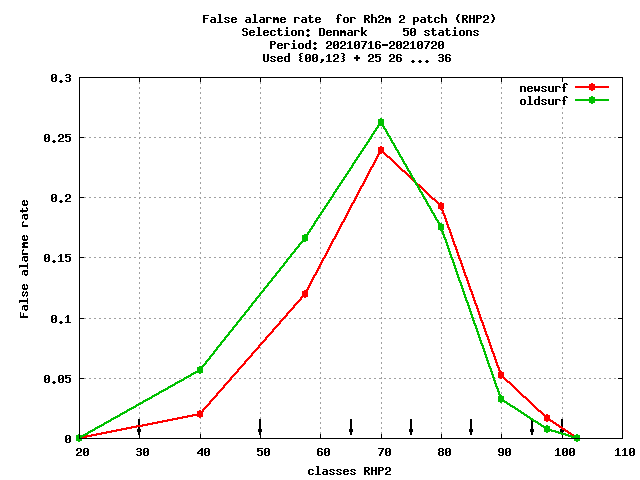 False alarme rate  for Rh2m 2 patch (RHP2)
Selection: Denmark     50 stations
Period: 20210716-20210720
Used {00,12} + 25 26 ... 36
newsurf
oldsurf
0.3
0.25
0.2
0.15
0.1
0.05
0
False alarme rate
20 30 40 50 60 70 80 90 100 110
classes RHP2